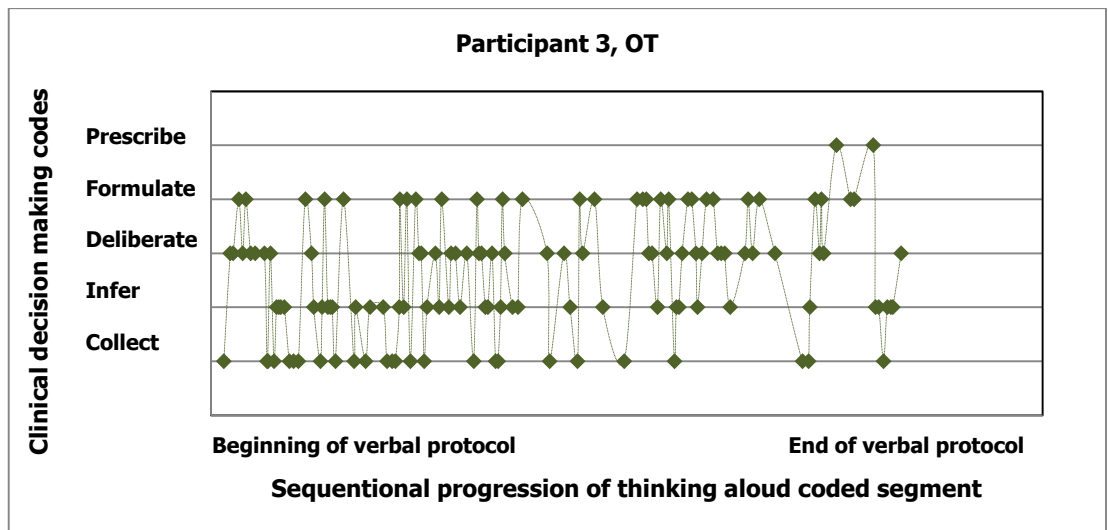 Participant 3, OT
Clinical decision making codes
Prescribe
Formulate
Deliberate
Infer
Collect
Beginning of verbal protocol
End of verbal protocol
Sequentional progression of thinking aloud coded segment